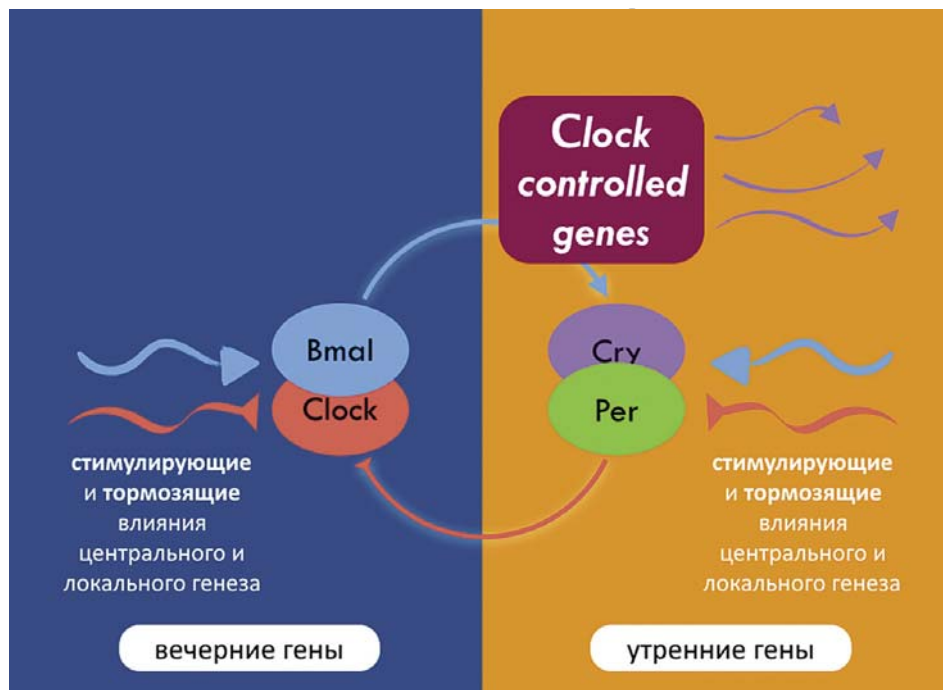 Clock
controlled
genes
Bmal
Clock
Cry
Per
стимулирующие
и тормозящие
влияния
центрального и
локального генеза
стимулирующие
и тормозящие
влияния
центрального и
локального генеза
вечерние гены
утренние гены